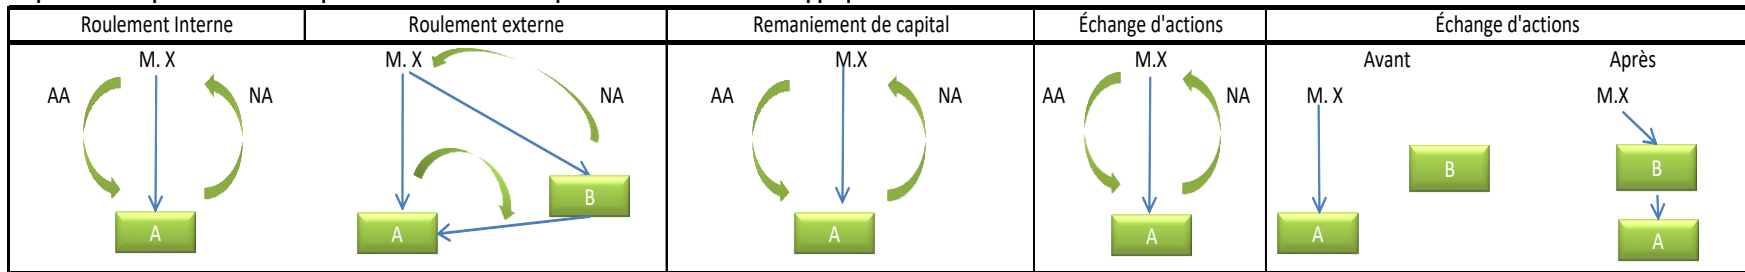 Roulement Interne
Roulement externe
Remaniement de capital
Échange d'actions
Échange d'actions
M. X
AA
NA
A
M. X
NA
B
A
M.X
AA
NA
A
M.X
AA
NA
A
Avant
Après
M. X
M.X
B
B
A
A